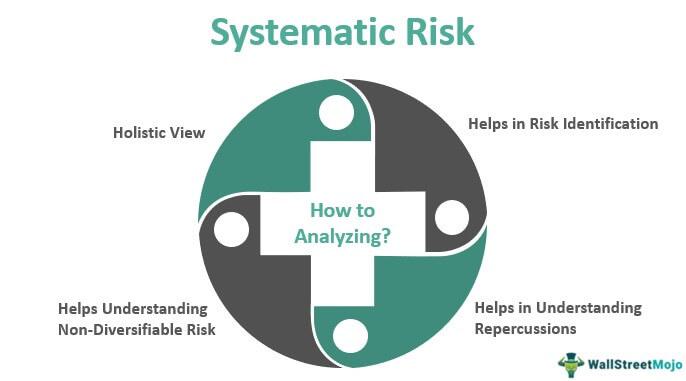 Systematic Risk
Holistic View
Helps in Risk Identification
How to
Analyzing?
Helps Understanding
Non-Diversifiable Risk
Helps in Understanding
Repercussions
WallStreetMojo